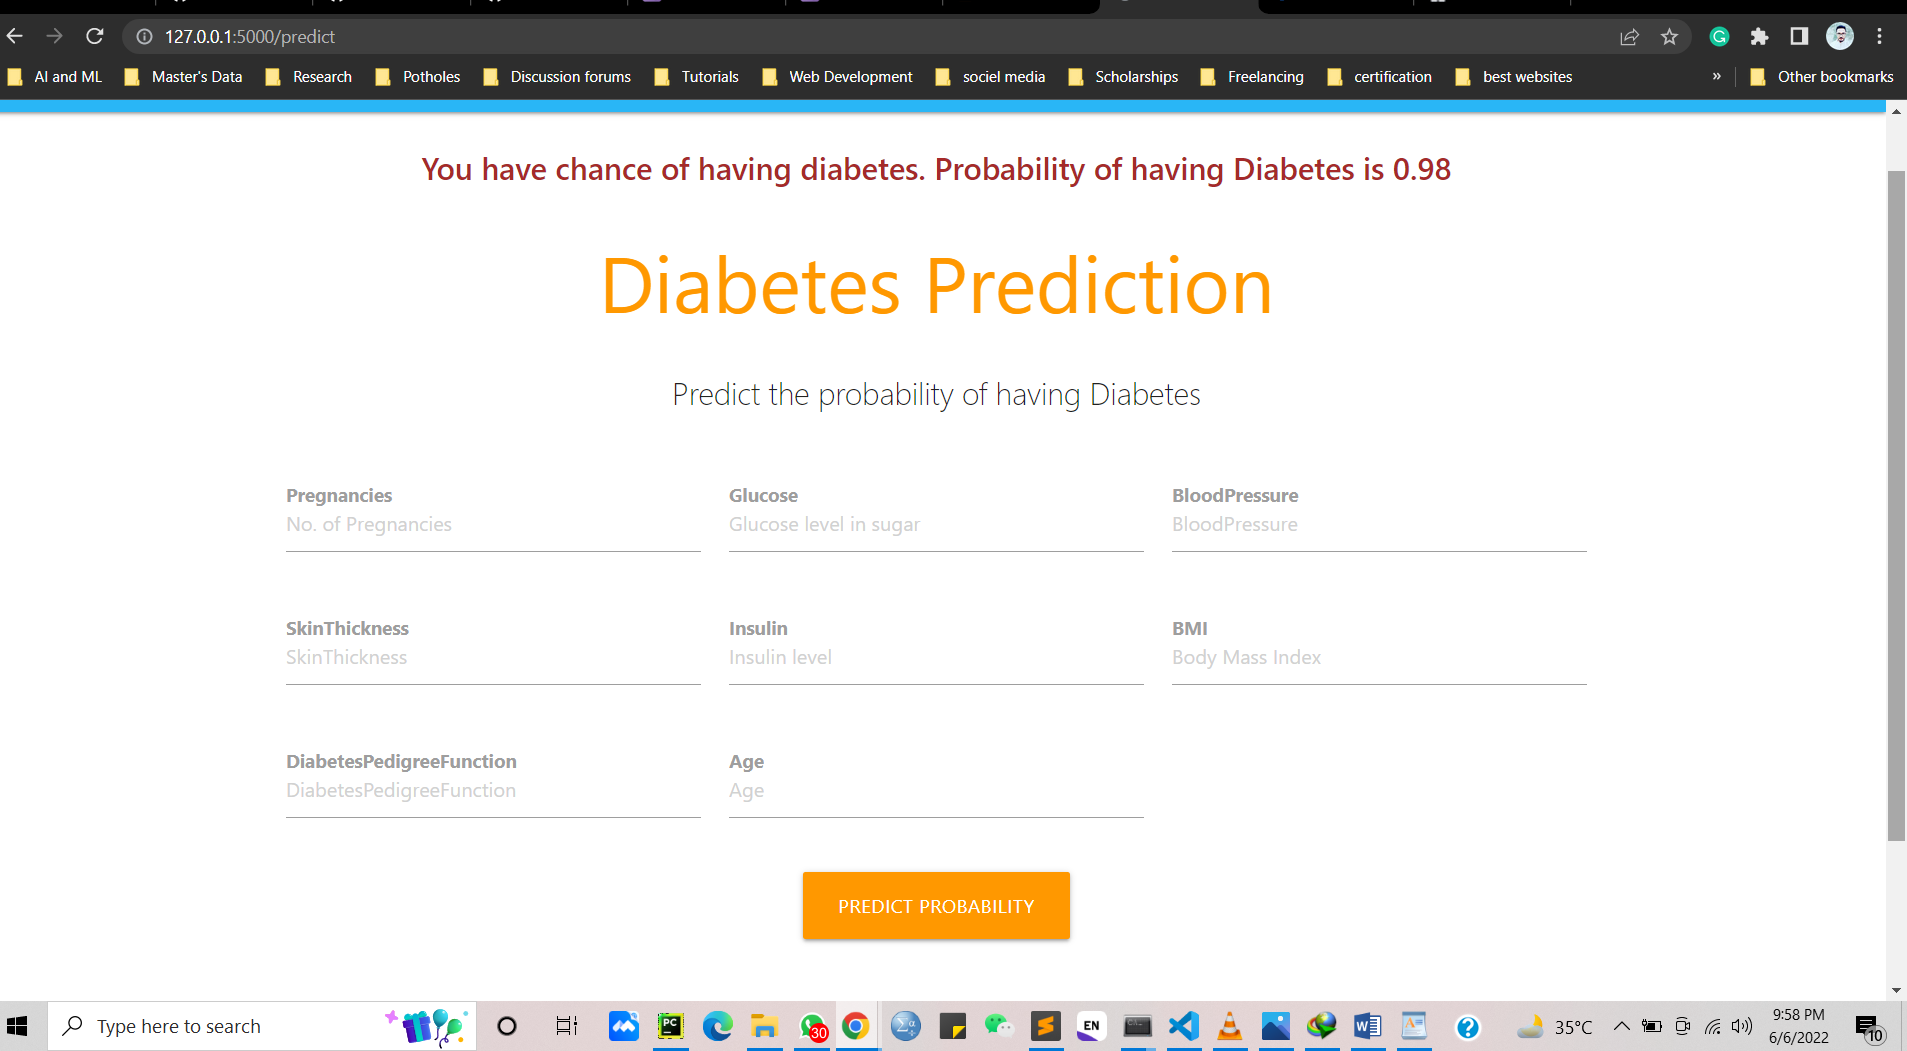 127.0.0.1:5000/predict
AI and ML Master's Data Research Potholes Discussion forums Tutorials Web Development sociel media Scholarships Freelancing certification best websites » Other bookmarks
You have chance of having diabetes. Probability of having Diabetes is 0.98
Diabetes Prediction
Predict the probability of having Diabetes
Pregnancies Glucose BloodPressure
No. of Pregnancies Glucose level in sugar BloodPressure
SkinThickness Insulin BMI
SkinThickness Insulin level Body Mass Index
DiabetesPedigreeFunction Age
DiabetesPedigreeFunction Age
PREDICT PROBABILITY
Type here to search PC 30 Σα EN 35°C 9:58 PM
6/6/2022 10